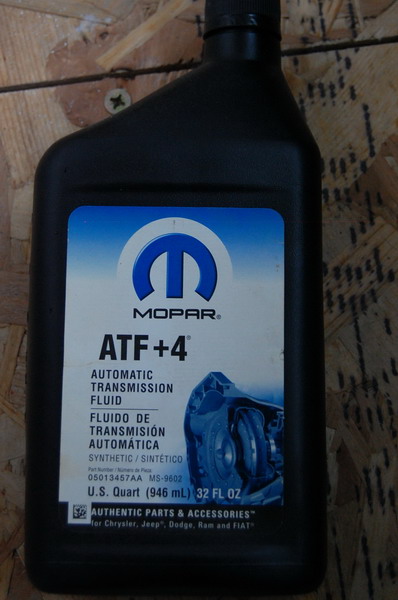 MOPAR®
ATF+4®
AUTOMATIC
TRANSMISSION
FLUID
FLUIDO DE
TRANSMISIÓN
AUTOMÁTICA
SYNTHETIC / SINTÉTICO
Part Number / Número de Pieza:
05013457AA MS-9602
U.S. Quart (946 mL) 32 FL OZ
AUTHENTIC PARTS & ACCESSORIES™
for Chrysler, Jeep®, Dodge, Ram and FIAT®